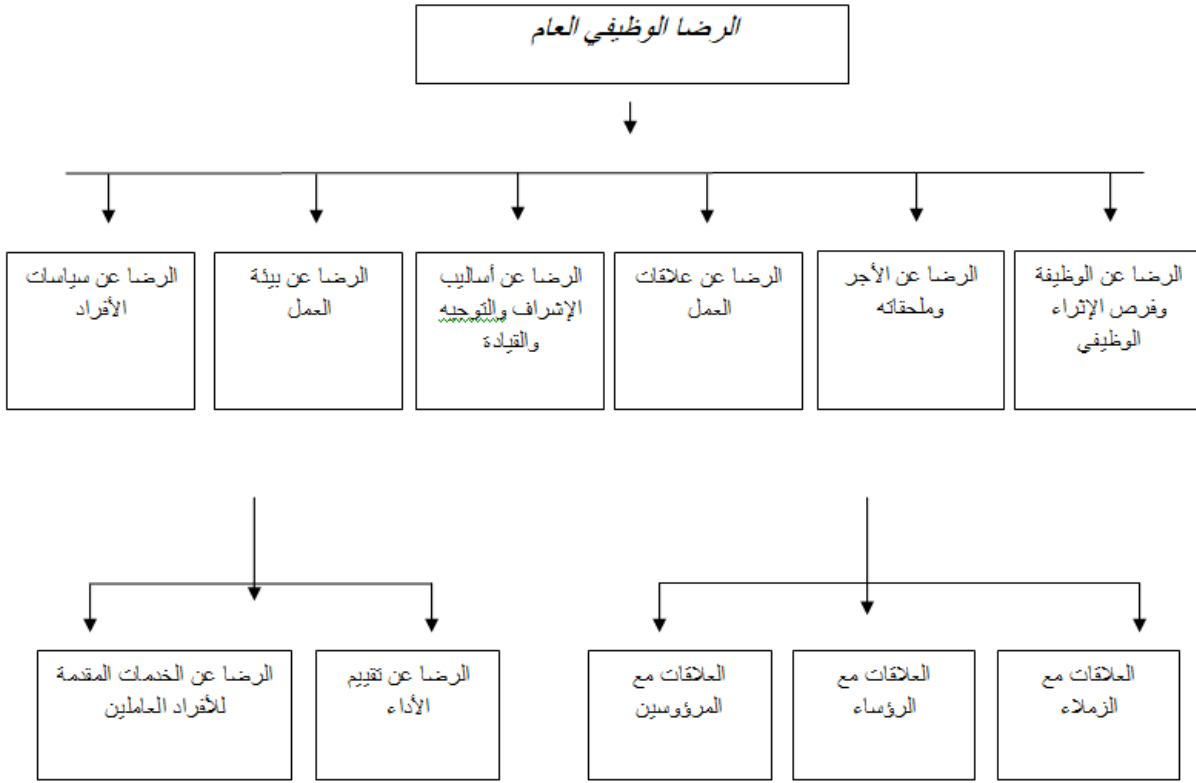 الرضا الوظيفي العام
الرضا عن الوظيفة
وفرص الإثراء
الوظيفي
الرضا عن الأجر
وملحقاته
الرضا عن علاقات
العمل
الرضا عن أساليب
الإشراف والتوجيه
والقيادة
الرضا عن بيئة
العمل
الرضا عن سياسات
الأفراد
العلاقات مع
الزملاء
العلاقات مع
الرؤساء
العلاقات مع
المرؤوسين
الرضا عن تقييم
الأداء
الرضا عن الخدمات المقدمة
للأفراد العاملين